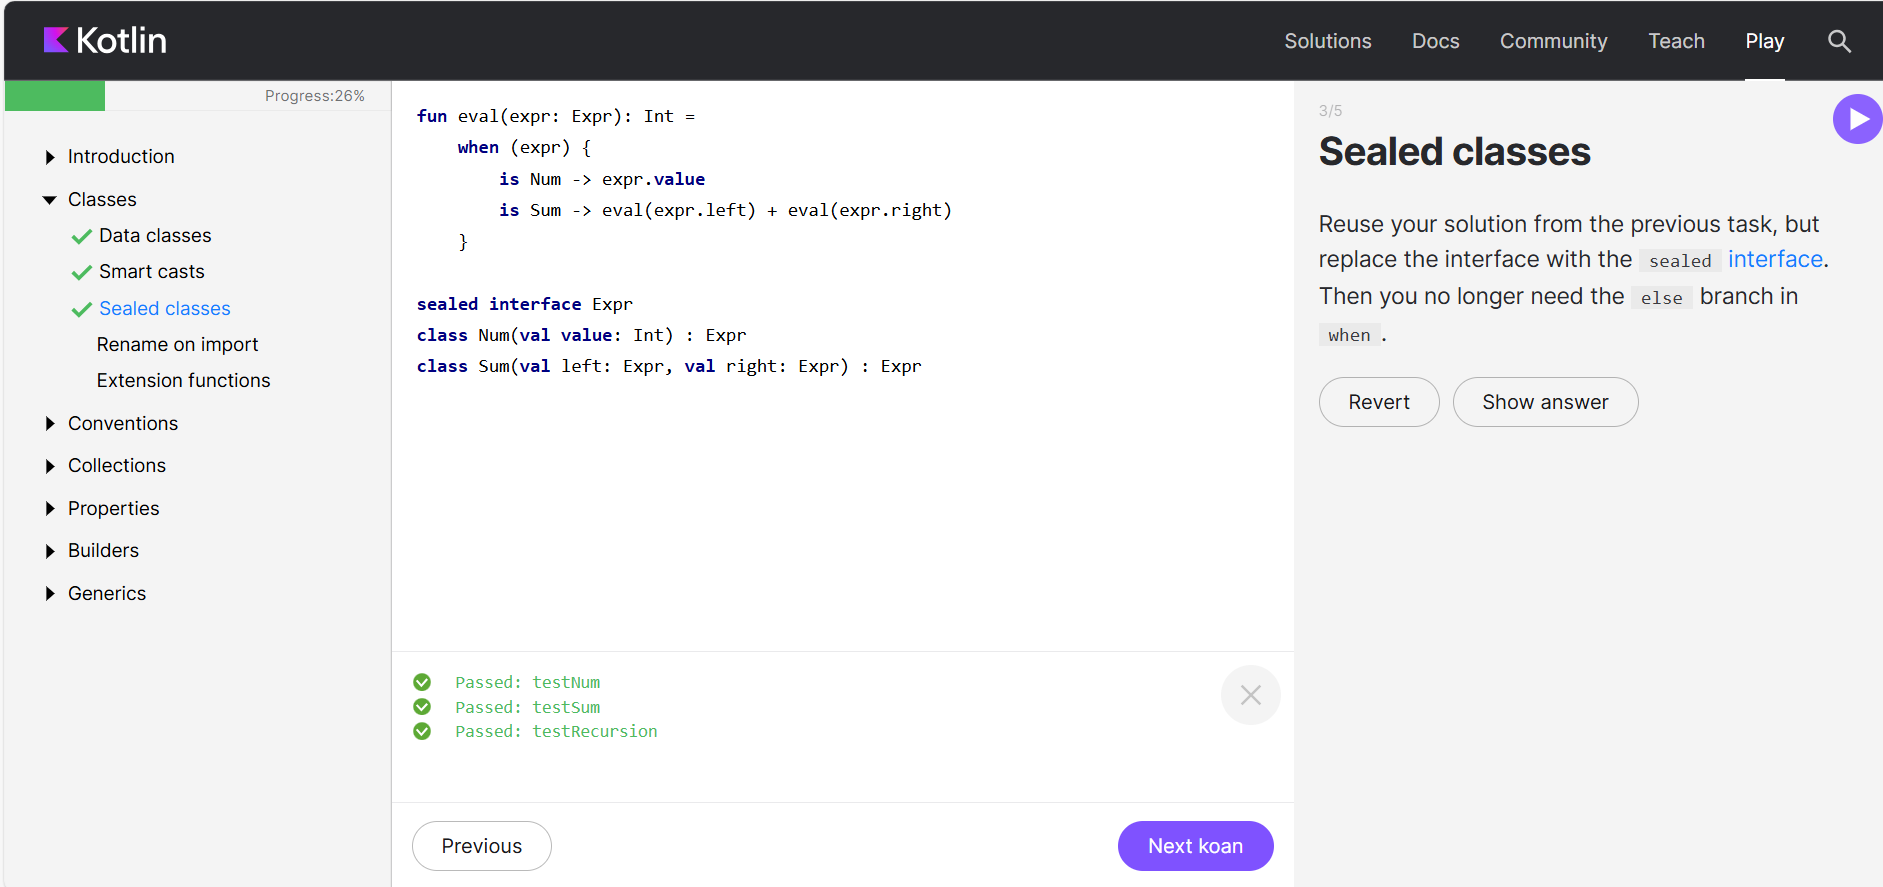 Kotlin
Solutions Docs Community Teach Play
Progress:26%
Introduction
Classes
Data classes
Smart casts
Sealed classes
Rename on import
Extension functions
Conventions
Collections
Properties
Builders
Generics
fun eval(expr: Expr): Int =
    when (expr) {
        is Num -> expr.value
        is Sum -> eval(expr.left) + eval(expr.right)
    }
sealed interface Expr
class Num(val value: Int) : Expr
class Sum(val left: Expr, val right: Expr) : Expr
Passed: testNum
Passed: testSum
Passed: testRecursion
Previous
Next koan
3/5
Sealed classes
Reuse your solution from the previous task, but
replace the interface with the sealed interface.
Then you no longer need the else branch in
when.
Revert
Show answer